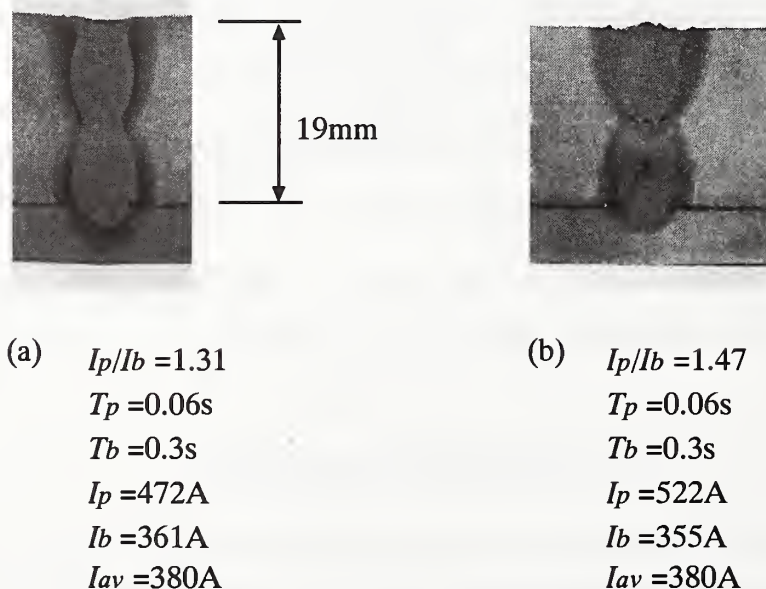 19mm
(a) Ip/Ib =1.31
Tp =0.06s
Tb =0.3s
Ip =472A
Ib =361A
Iav =380A
(b) Ip/Ib =1.47
Tp =0.06s
Tb =0.3s
Ip =522A
Ib =355A
Iav =380A